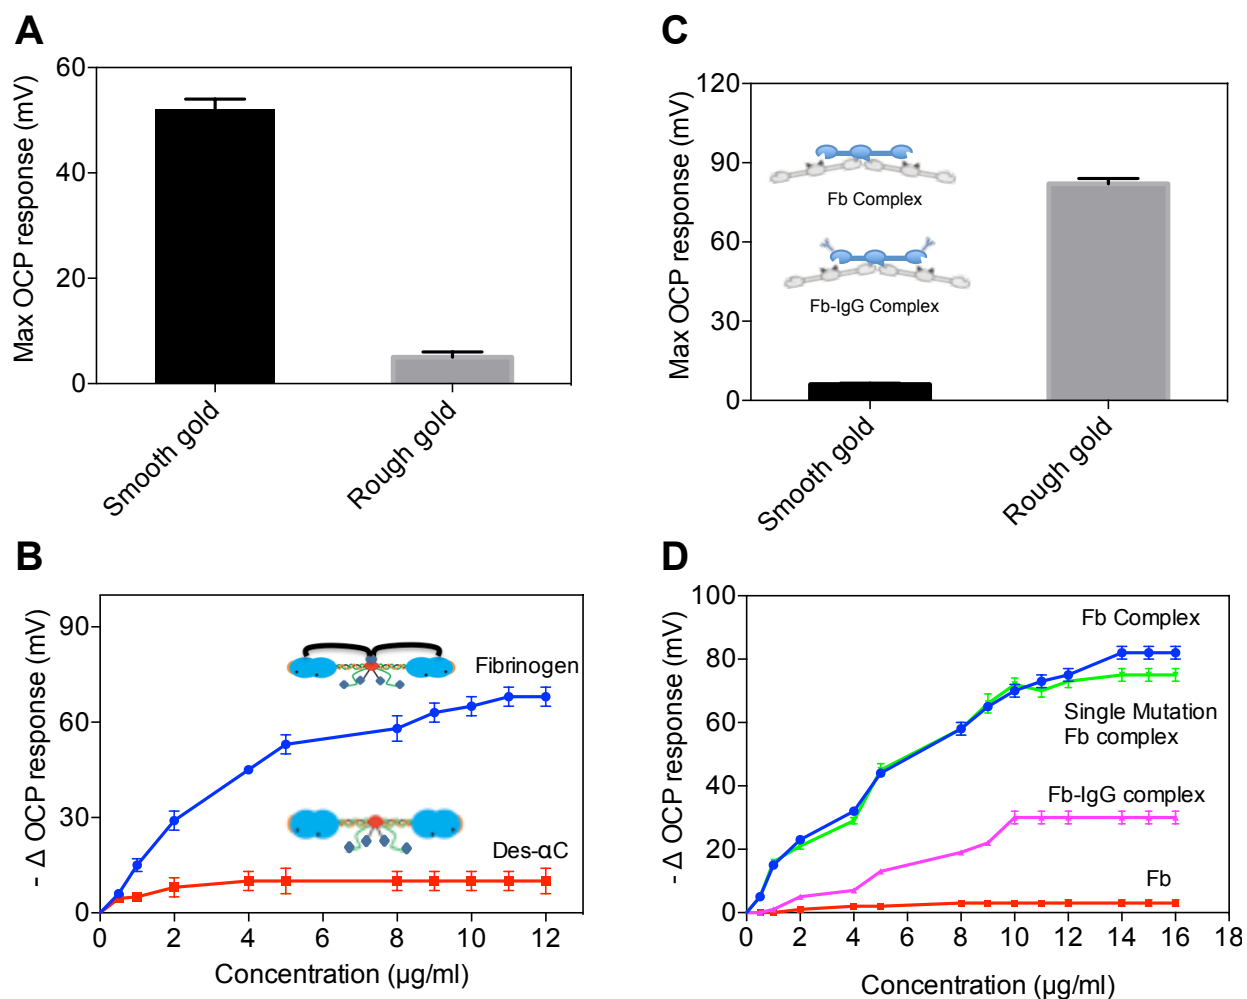 A
Max OCP response (mV)
60
40
20
0
Smooth gold
Rough gold
C
Max OCP response (mV)
120
90
60
30
0
Fb Complex
Fb-IgG Complex
Smooth gold
Rough gold
B
- Δ OCP response (mV)
90
60
30
0
Fibrinogen
Des-αC
0 2 4 6 8 10 12
Concentration (µg/ml)
D
- Δ OCP response (mV)
100
80
60
40
20
0
Fb Complex
Single Mutation
Fb complex
Fb-IgG complex
Fb
0 2 4 6 8 10 12 14 16 18
Concentration (µg/ml)